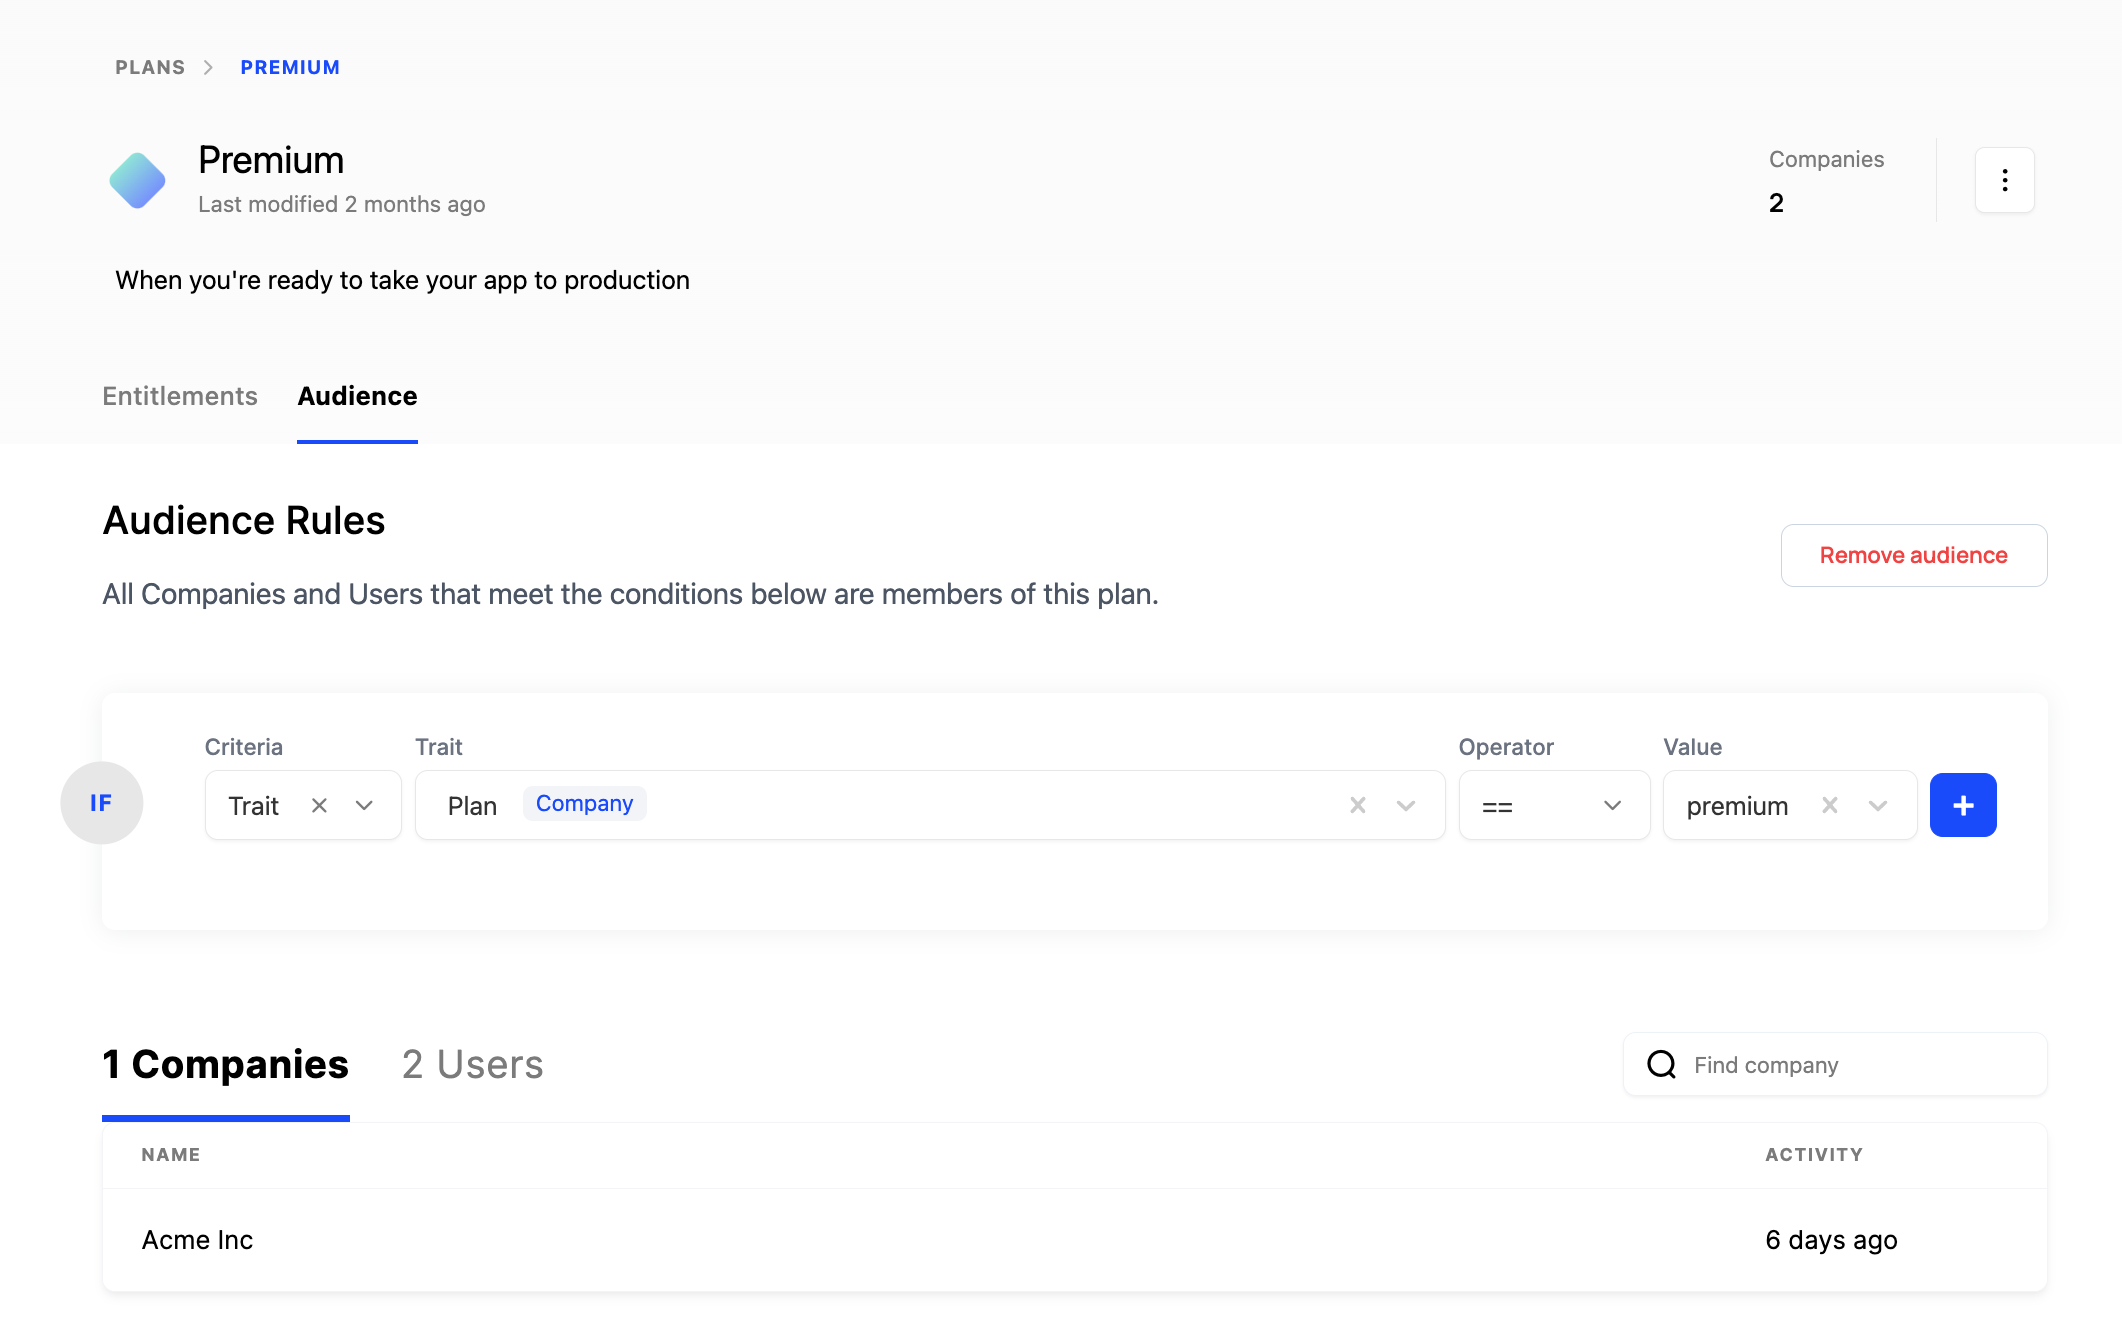 PLANS > PREMIUM
Premium
Last modified 2 months ago
Companies
2
When you're ready to take your app to production
Entitlements Audience
Audience Rules
All Companies and Users that meet the conditions below are members of this plan.
Remove audience
Criteria Trait Operator Value
IF Trait Plan Company == premium +
1 Companies 2 Users
Find company
NAME ACTIVITY
Acme Inc 6 days ago